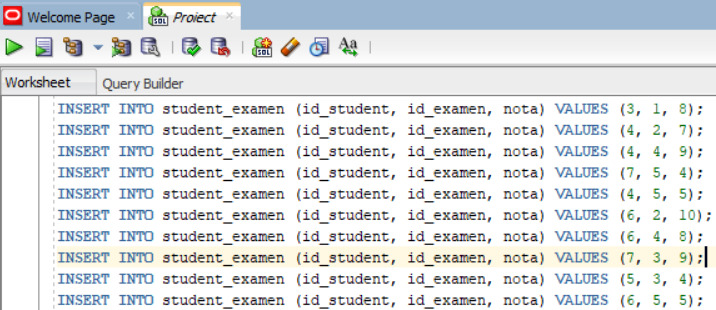 Welcome Page Project
SQL Aa
Worksheet Query Builder
INSERT INTO student_examen (id_student, id_examen, nota) VALUES (3, 1, 8);
INSERT INTO student_examen (id_student, id_examen, nota) VALUES (4, 2, 7);
INSERT INTO student_examen (id_student, id_examen, nota) VALUES (4, 4, 9);
INSERT INTO student_examen (id_student, id_examen, nota) VALUES (7, 5, 4);
INSERT INTO student_examen (id_student, id_examen, nota) VALUES (4, 5, 5);
INSERT INTO student_examen (id_student, id_examen, nota) VALUES (6, 2, 10);
INSERT INTO student_examen (id_student, id_examen, nota) VALUES (6, 4, 8);
INSERT INTO student_examen (id_student, id_examen, nota) VALUES (7, 3, 9);
INSERT INTO student_examen (id_student, id_examen, nota) VALUES (5, 3, 4);
INSERT INTO student_examen (id_student, id_examen, nota) VALUES (6, 5, 5);